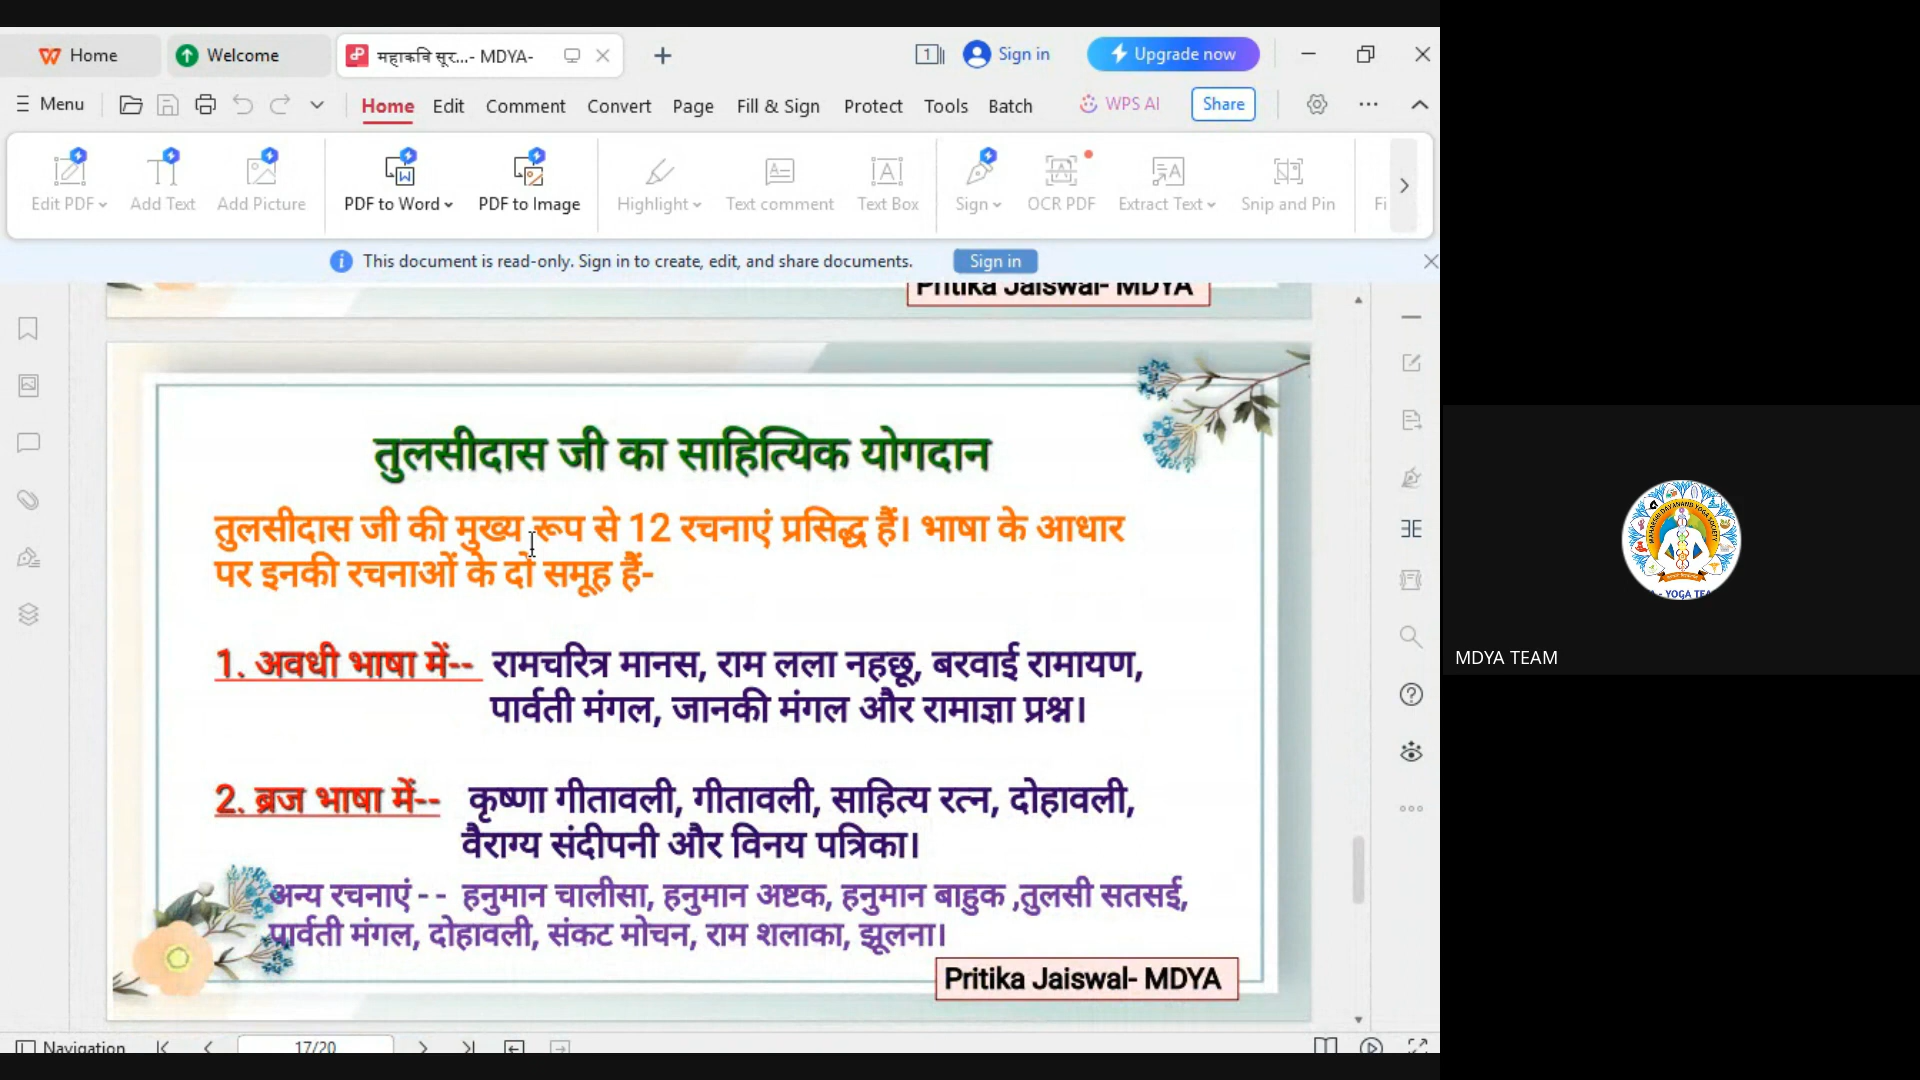 Home
Welcome
महाकवि सूर...- MDYA-
Sign in
Upgrade now
Menu
Home Edit Comment Convert Page Fill & Sign Protect Tools Batch
WPS AI
Share
Edit PDF
Add Text
Add Picture
PDF to Word
PDF to Image
Highlight
Text comment
Text Box
Sign
OCR PDF
Extract Text
Snip and Pin
Fi
This document is read-only. Sign in to create, edit, and share documents.
Sign in
Pritika Jaiswal- MDYA
तुलसीदास जी का साहित्यिक योगदान
तुलसीदास जी की मुख्य रूप से 12 रचनाएं प्रसिद्ध हैं। भाषा के आधार
पर इनकी रचनाओं के दो समूह हैं-
1. अवधी भाषा में-- रामचरित्र मानस, राम लला नहछू, बरवाई रामायण,
पार्वती मंगल, जानकी मंगल और रामाज्ञा प्रश्न।
2. ब्रज भाषा में-- कृष्णा गीतावली, गीतावली, साहित्य रत्न, दोहावली,
वैराग्य संदीपनी और विनय पत्रिका।
अन्य रचनाएं - - हनुमान चालीसा, हनुमान अष्टक, हनुमान बाहुक ,तुलसी सतसई,
पार्वती मंगल, दोहावली, संकट मोचन, राम शलाका, झूलना।
Pritika Jaiswal- MDYA
Navigation
17/20
MDYA TEAM